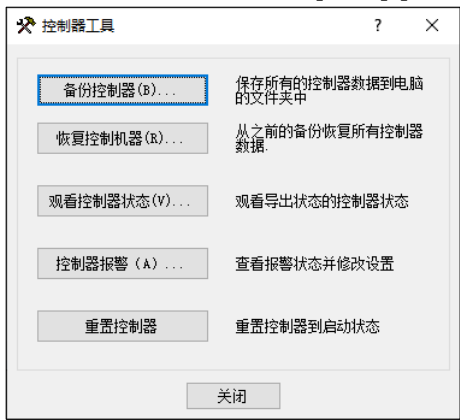 控制器工具
?
×
备份控制器(B)...
保存所有的控制器数据到电脑
的文件夹中
恢复控制机器(R)...
从之前的备份恢复所有控制器
数据.
观看控制器状态(V)...
观看导出状态的控制器状态
控制器报警 (A) ...
查看报警状态并修改设置
重置控制器
重置控制器到启动状态
关闭